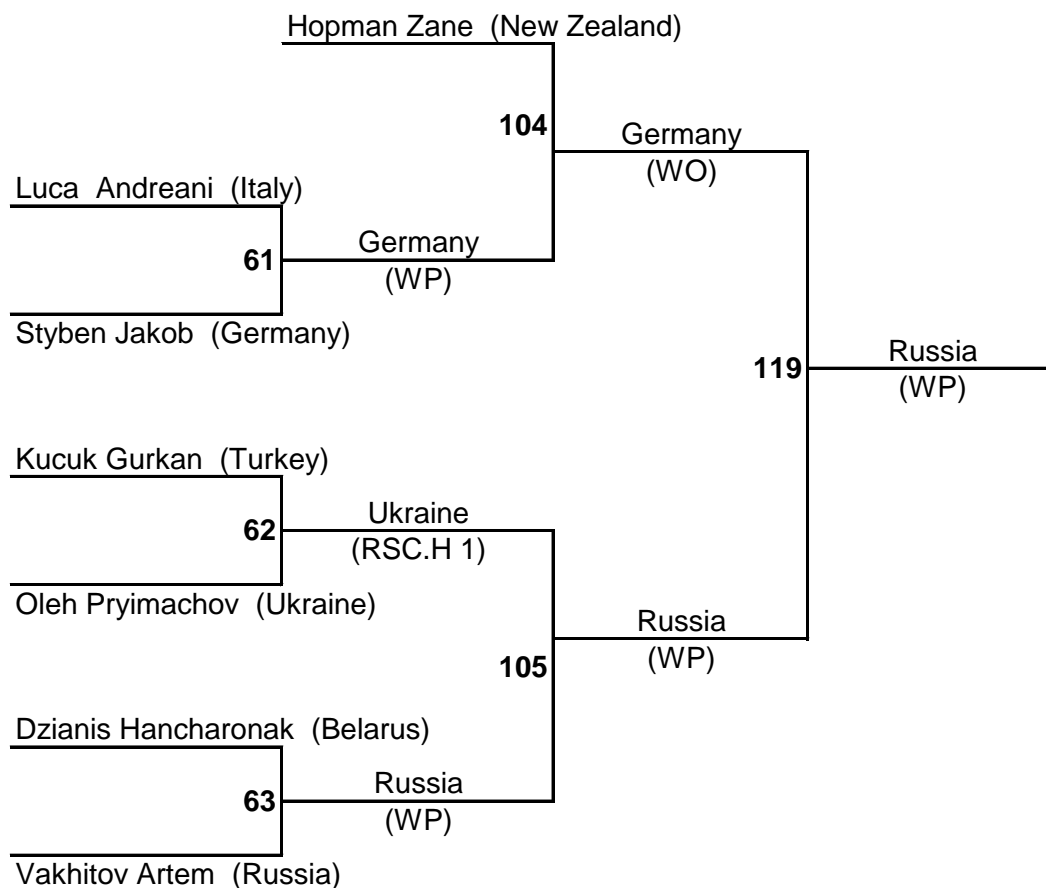 Hopman Zane (New Zealand)
104
Germany
(WO)
Luca Andreani (Italy)
61
Germany
(WP)
Styben Jakob (Germany)
119
Russia
(WP)
Kucuk Gurkan (Turkey)
62
Ukraine
(RSC.H 1)
Oleh Pryimachov (Ukraine)
105
Russia
(WP)
Dzianis Hancharonak (Belarus)
63
Russia
(WP)
Vakhitov Artem (Russia)